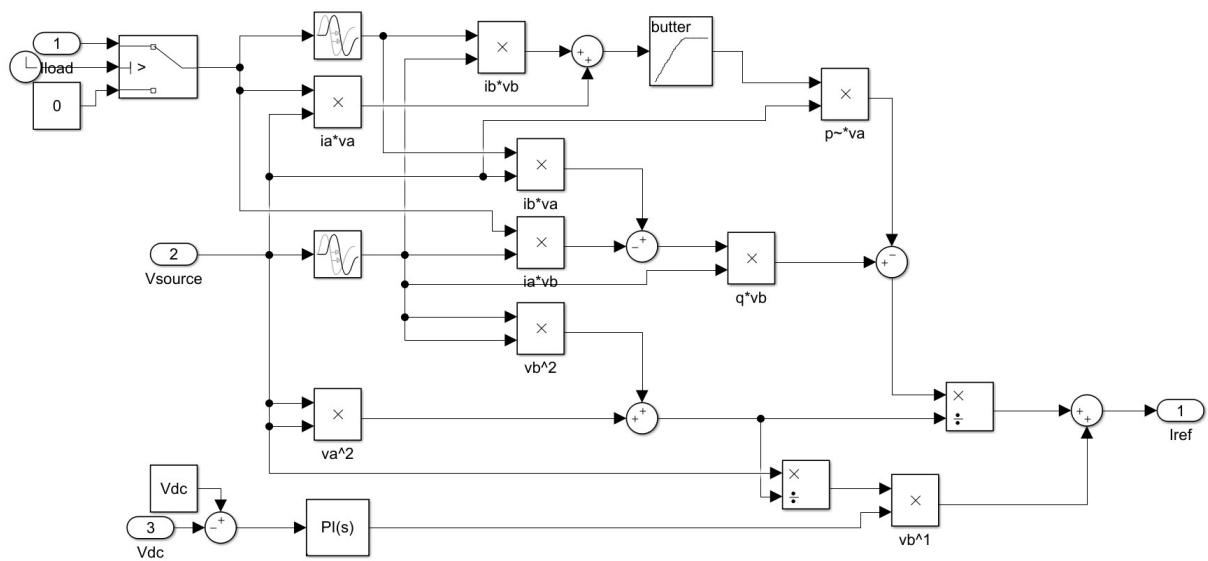 butter
1
Iload
>
0
×
ib*vb
+
+
×
ia*va
×
p~*va
×
ib*va
2
Vsource
×
ia*vb
− +
×
q*vb
+ −
×
vb^2
×
va^2
+ +
×
÷
+
+
1
Iref
Vdc
×
÷
×
vb^1
3
Vdc
− +
PI(s)